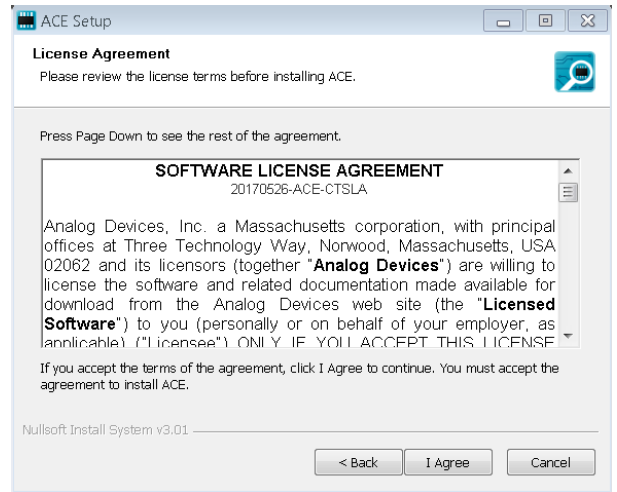 ACE Setup
License Agreement
Please review the license terms before installing ACE.
Press Page Down to see the rest of the agreement.
SOFTWARE LICENSE AGREEMENT
20170526-ACE-CTSLA
Analog Devices, Inc. a Massachusetts corporation, with principal
offices at Three Technology Way, Norwood, Massachusetts, USA
02062 and its licensors (together "Analog Devices") are willing to
license the software and related documentation made available for
download from the Analog Devices web site (the "Licensed
Software") to you (personally or on behalf of your employer, as
applicable) ("Licensee") ONLY IF YOU ACCEPT THIS LICENSE
If you accept the terms of the agreement, click I Agree to continue. You must accept the
agreement to install ACE.
Nullsoft Install System v3.01
< Back I Agree Cancel